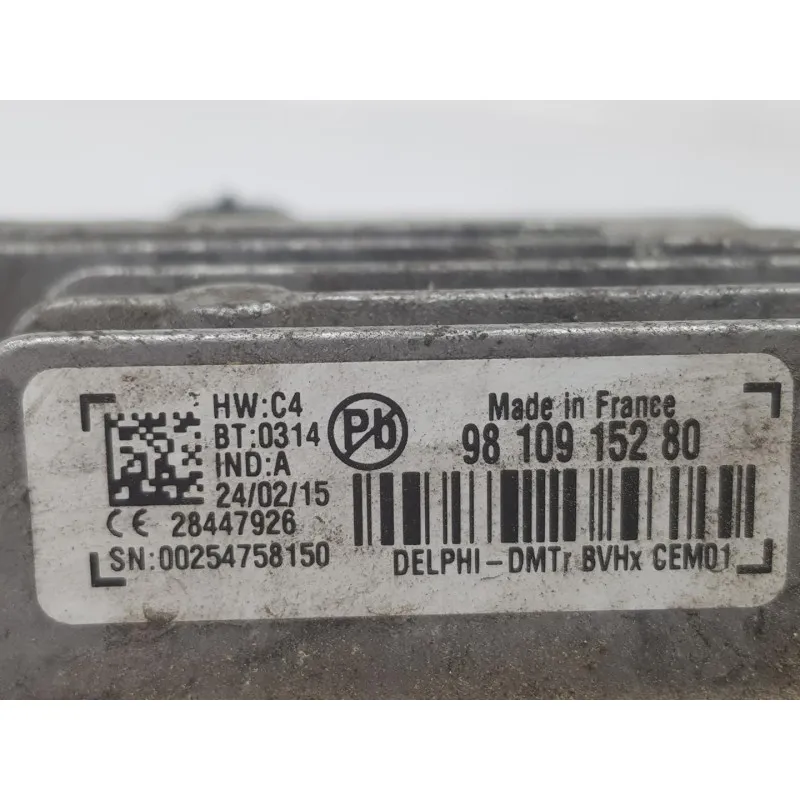 HW:C4
BT:0314
IND:A
24/02/15
CE 28447926
SN:00254758150
Pb
Made in France
98 109 152 80
DELPHI-DMTr BVHx CEM01